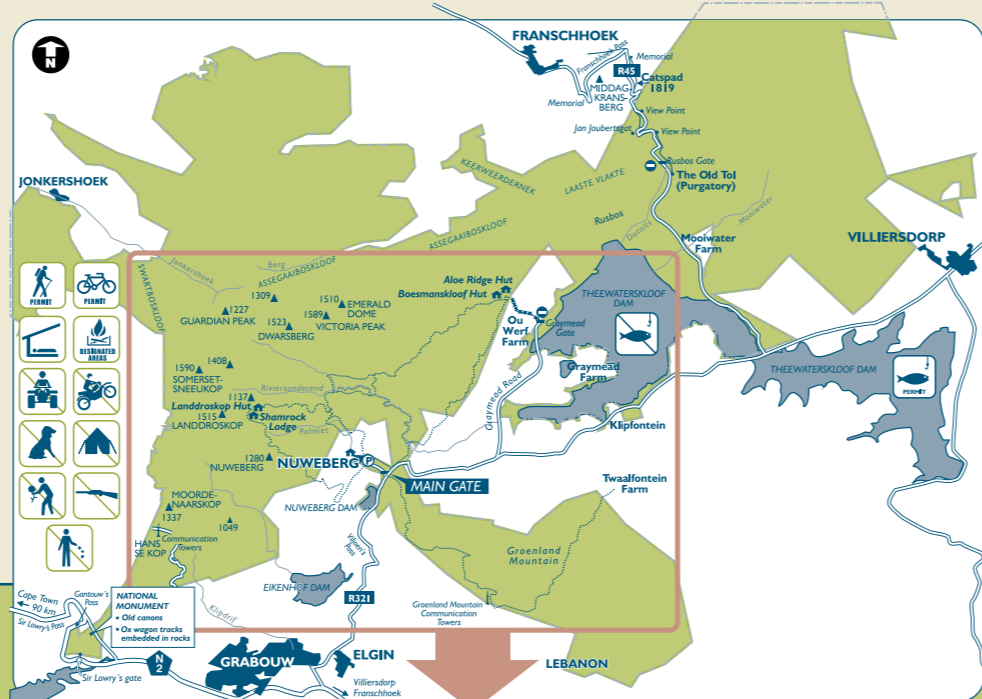 N
FRANSCHHOEK
Franschhoek Pass
Memorial
R45
Catspad
1819
MIDDAG-
KRANS-
BERG
Memorial
View Point
Jan Joubertsgat
View Point
Rusbos Gate
The Old Tol
(Purgatory)
KEERWEERDERNEK
LAASTE VLAKTE
JONKERSHOEK
Rusbos
Dutoits
Mooiwater
Mooiwater
Farm
VILLIERSDORP
ASSEGAAIBOSKLOOF
SWARTBOSKLOOF
Jonkershoek
Berg
ASSEGAAIBOSKLOOF
Aloe Ridge Hut
Boesmanskloof Hut
THEEWATERSKLOOF
DAM
PERMIT
PERMIT
1309
1510
EMERALD
DOME
1227
GUARDIAN PEAK
1589
VICTORIA PEAK
1523
DWARSBERG
Ou
Werf
Farm
Graymead
Gate
DESIGNATED
AREAS
1408
1590
SOMERSET-
SNEEUKOP
Graymead
Farm
THEEWATERSKLOOF DAM
PERMIT
Riviersonderend
Graymead Road
1137
Landdroskop Hut
1515
LANDDROSKOP
Shamrock
Lodge
Palmiet
Klipfontein
1280
NUWEBERG
NUWEBERG
P
MAIN GATE
Twaalfontein
Farm
MOORDE-
NAARSKOP
1337
1049
NUWEBERG DAM
HANS
SE KOP
Communication
Towers
Viljoen's
Pass
Groenland
Mountain
EIKENHOF DAM
R321
Groenland Mountain
Communication
Towers
Klipdrif
Cape Town
90 km
Gantouw's
Pass
Sir Lowry's Pass
NATIONAL
MONUMENT
• Old canons
• Ox wagon tracks
embedded in rocks
Sir Lowry's gate
N
2
GRABOUW
ELGIN
Villiersdorp
Franschhoek
LEBANON